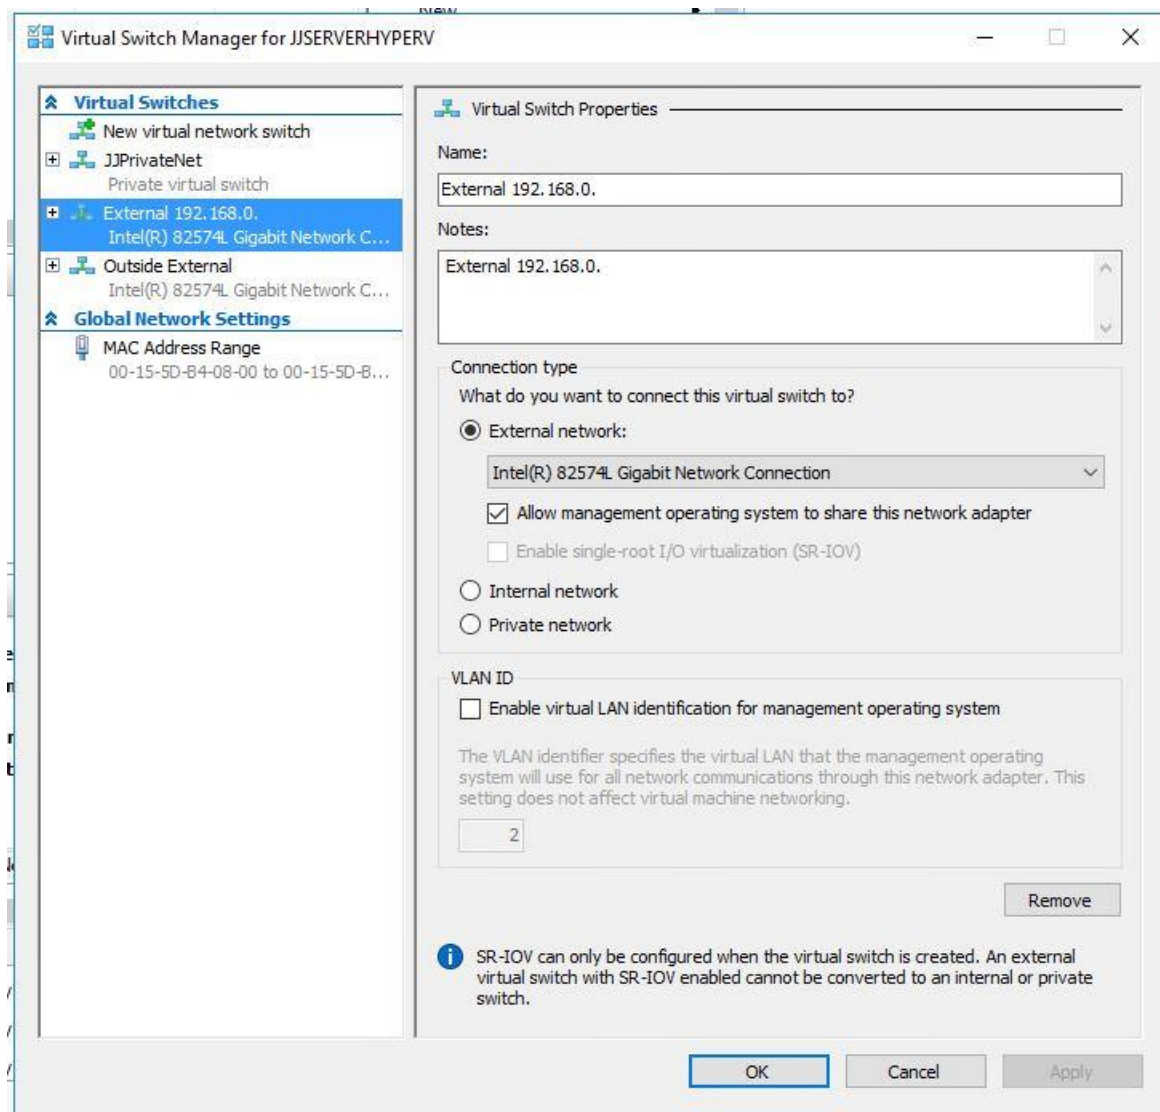 New
Virtual Switch Manager for JJSERVERHYPERV
Virtual Switches
New virtual network switch
JJPrivateNet
Private virtual switch
External 192.168.0.
Intel(R) 82574L Gigabit Network C...
Outside External
Intel(R) 82574L Gigabit Network C...
Global Network Settings
MAC Address Range
00-15-5D-B4-08-00 to 00-15-5D-B...
Virtual Switch Properties
Name:
External 192.168.0.
Notes:
External 192.168.0.
Connection type
What do you want to connect this virtual switch to?
External network:
Intel(R) 82574L Gigabit Network Connection
Allow management operating system to share this network adapter
Enable single-root I/O virtualization (SR-IOV)
Internal network
Private network
VLAN ID
Enable virtual LAN identification for management operating system
The VLAN identifier specifies the virtual LAN that the management operating
system will use for all network communications through this network adapter. This
setting does not affect virtual machine networking.
2
Remove
SR-IOV can only be configured when the virtual switch is created. An external
virtual switch with SR-IOV enabled cannot be converted to an internal or private
switch.
OK
Cancel
Apply